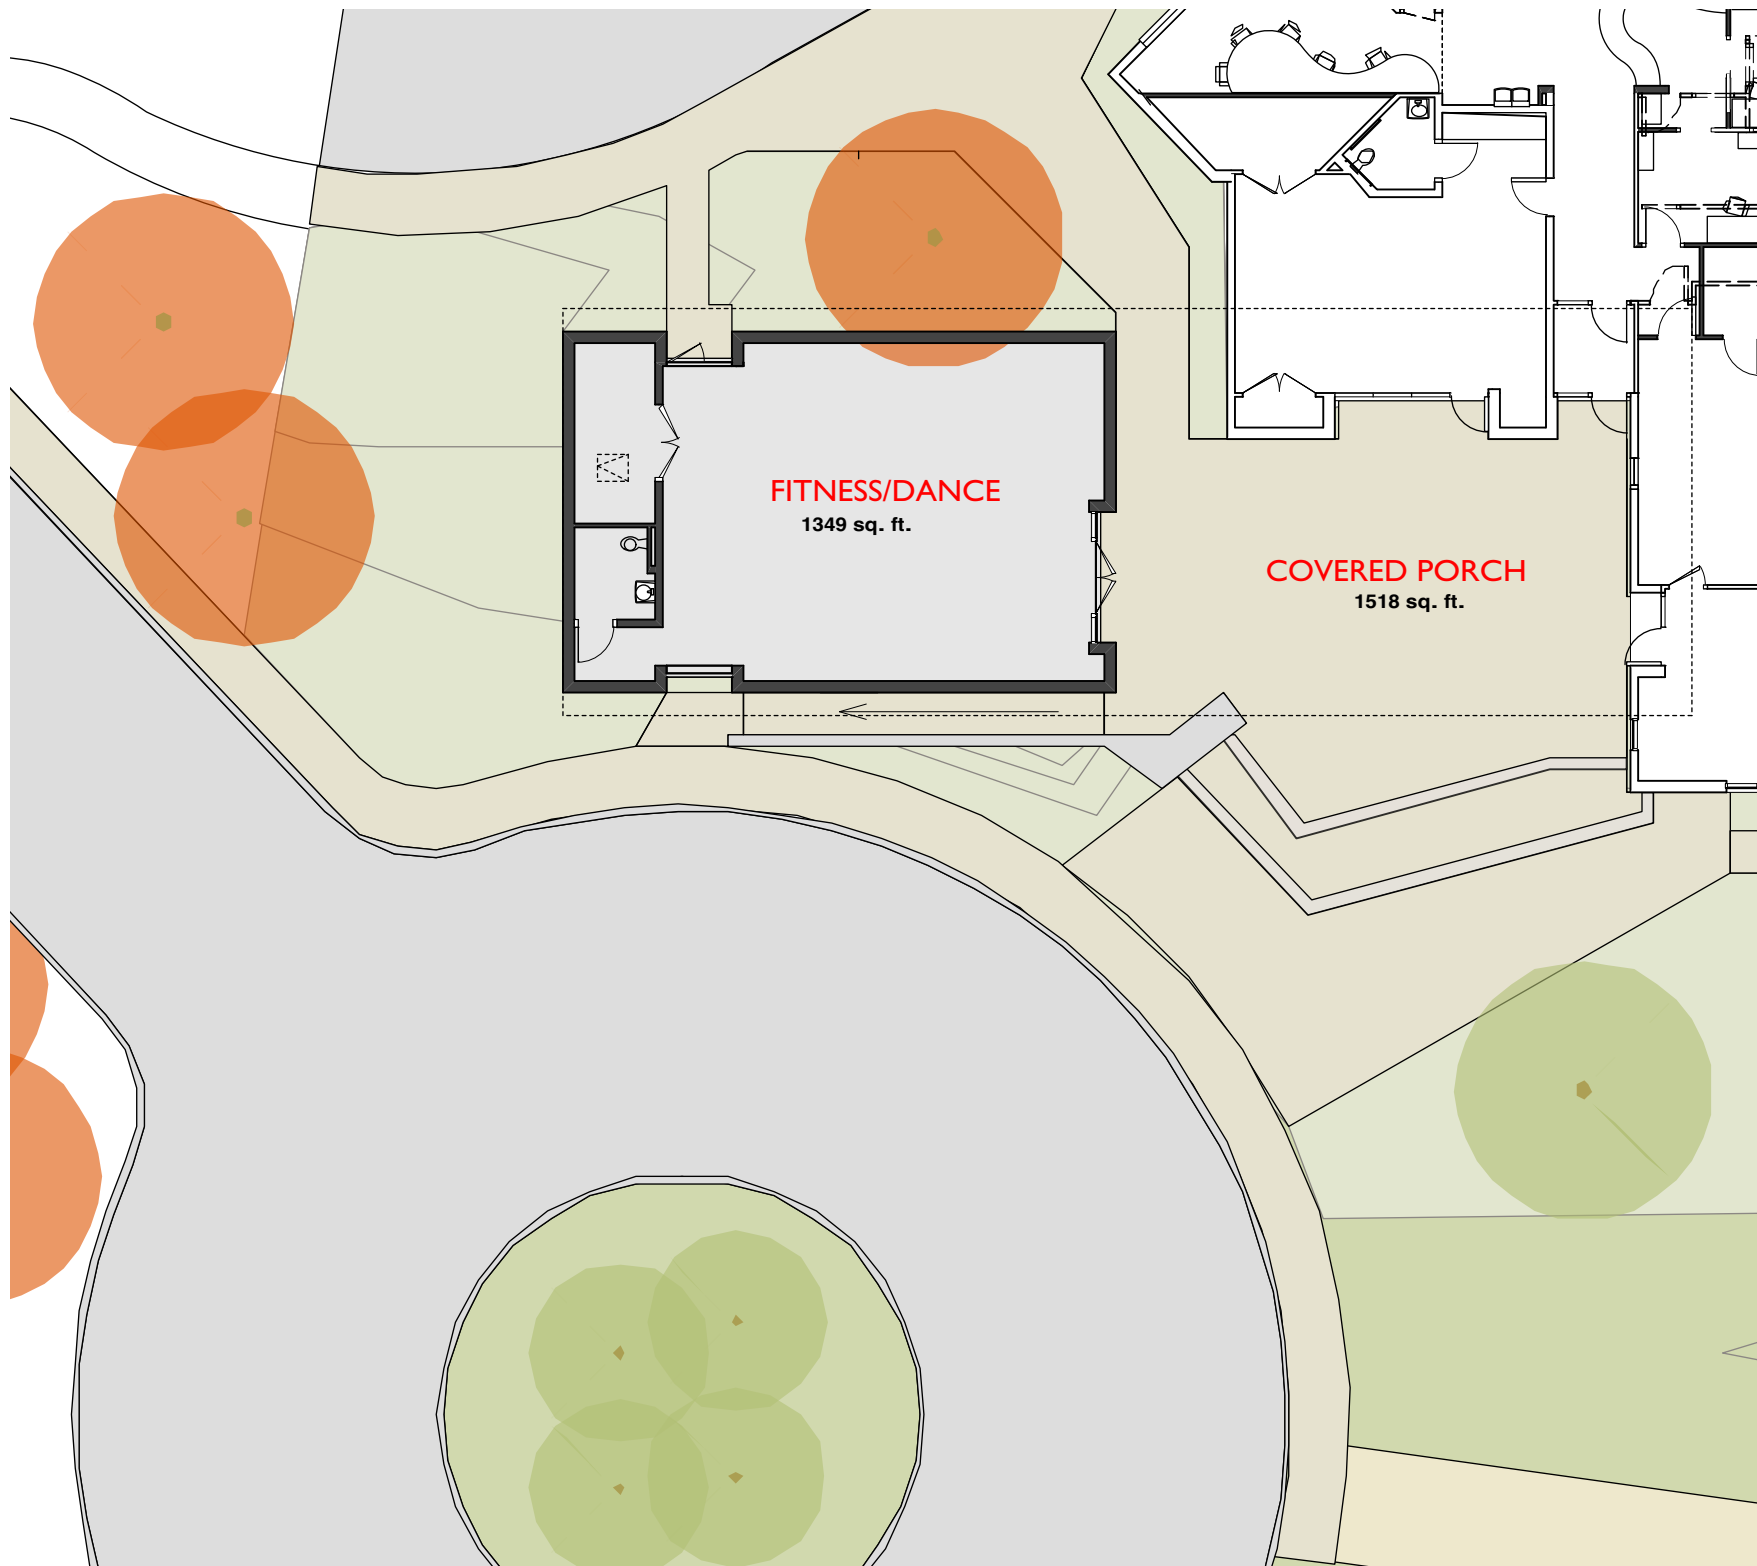 FITNESS/DANCE
1349 sq. ft.
COVERED PORCH
1518 sq. ft.